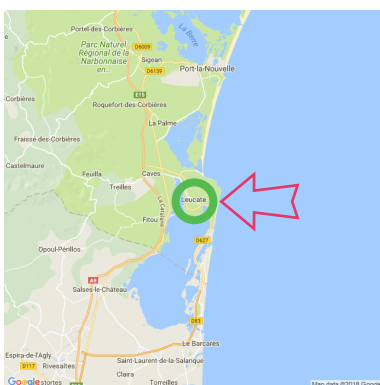 Portel-des-Corbières
La Berre
D6009
Parc Naturel
Régional de la
Narbonnaise
en...
Sigean
D6139
Port-la-Nouvelle
E15
-Corbières
Roquefort-des-Corbières
La Palme
Fraissé-des-Corbières
Castelmaure
Feuilla
Caves
Treilles
La Catalane
Leucate
Fitou
D627
Opoul-Périllos
A9
Salses-le-Château
D83
Le Barcarès
Espira-de-l'Agly
Saint-Laurent-de-la-Salanque
D117
Rivesaltes
Claira
Google
estortes
Torreilles
Map data ©2018 Google